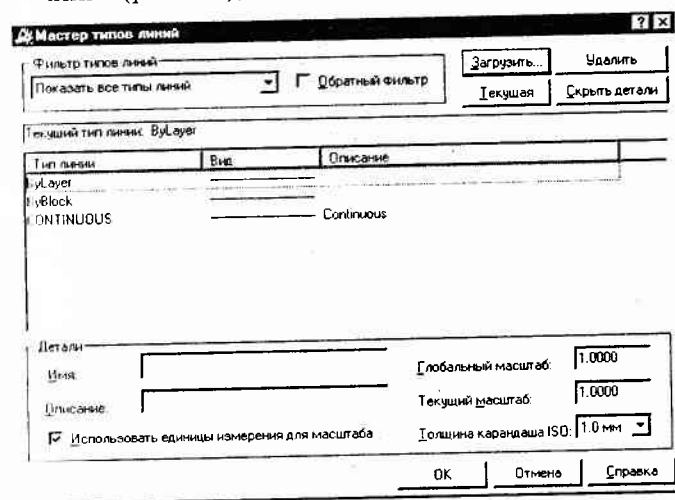 Мастер типов линий
Фильтр типов линий
Показать все типы линий
Обратный фильтр
Загрузить...
Удалить
Текущая
Скрыть детали
Текущий тип линии: ByLayer
Тип линии Вид Описание
ByLayer
ByBlock
CONTINUOUS Continuous
Детали
Имя:
Описание:
Использовать единицы измерения для масштаба
Глобальный масштаб: 1.0000
Текущий масштаб: 1.0000
Толщина карандаша ISO: 1.0 мм
OK Отмена Справка